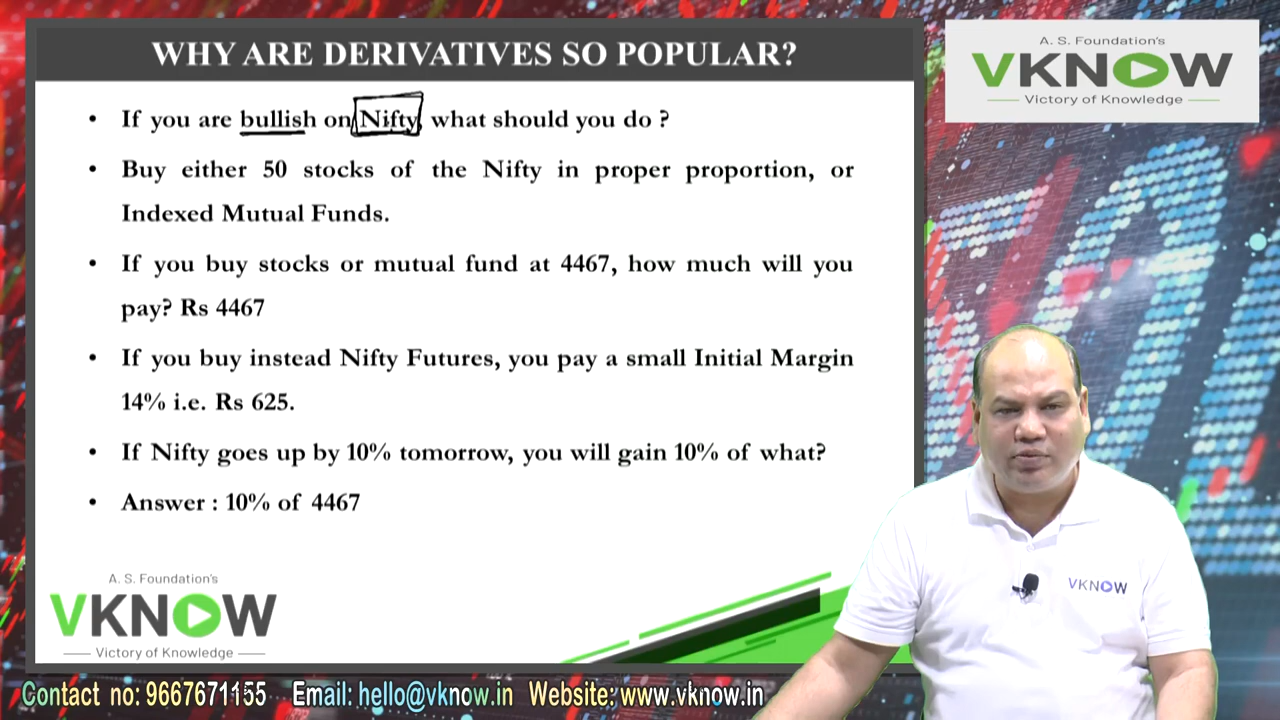 WHY ARE DERIVATIVES SO POPULAR?
• If you are bullish on Nifty, what should you do ?
• Buy either 50 stocks of the Nifty in proper proportion, or
Indexed Mutual Funds.
• If you buy stocks or mutual fund at 4467, how much will you
pay? Rs 4467
• If you buy instead Nifty Futures, you pay a small Initial Margin
14% i.e. Rs 625.
• If Nifty goes up by 10% tomorrow, you will gain 10% of what?
• Answer : 10% of 4467
A. S. Foundation's
VKNOW
Victory of Knowledge
A. S. Foundation's
VKNOW
Victory of Knowledge
VKNOW
Contact no: 9667671155 Email: hello@vknow.in Website: www.vknow.in